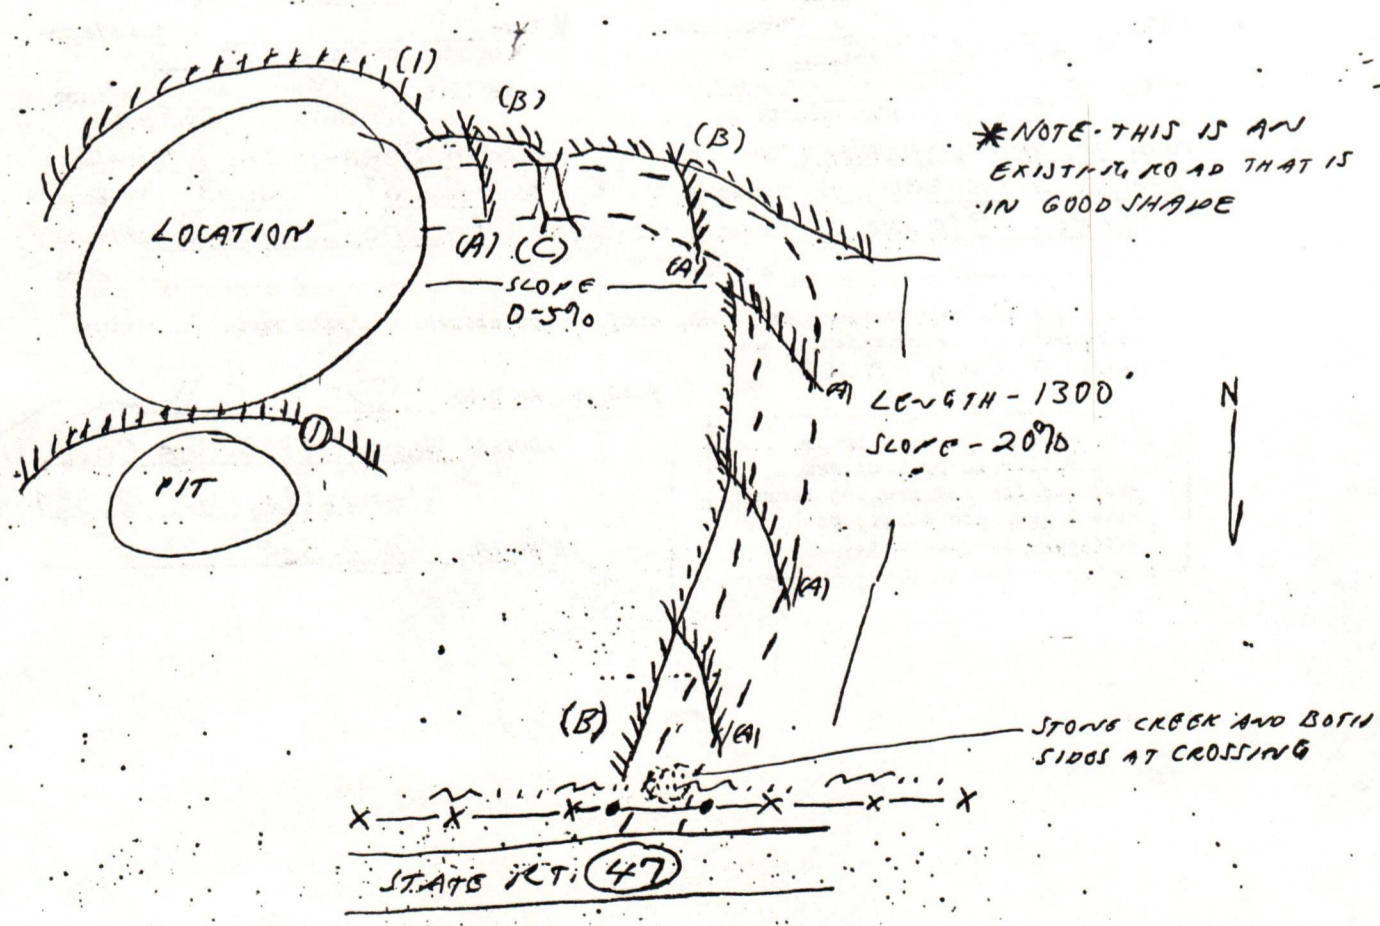 (1)
(B)
(B)
* NOTE - THIS IS AN
EXISTING ROAD THAT IS
IN GOOD SHAPE
LOCATION
(A) (C)
(A)
SLOPE
0-5%
(A)
LENGTH - 1300'
SLOPE - 20%
N
1
PIT
(A)
(B)
(A)
STONE CREEK AND BOTH
SIDES AT CROSSING
STATE RT. 47